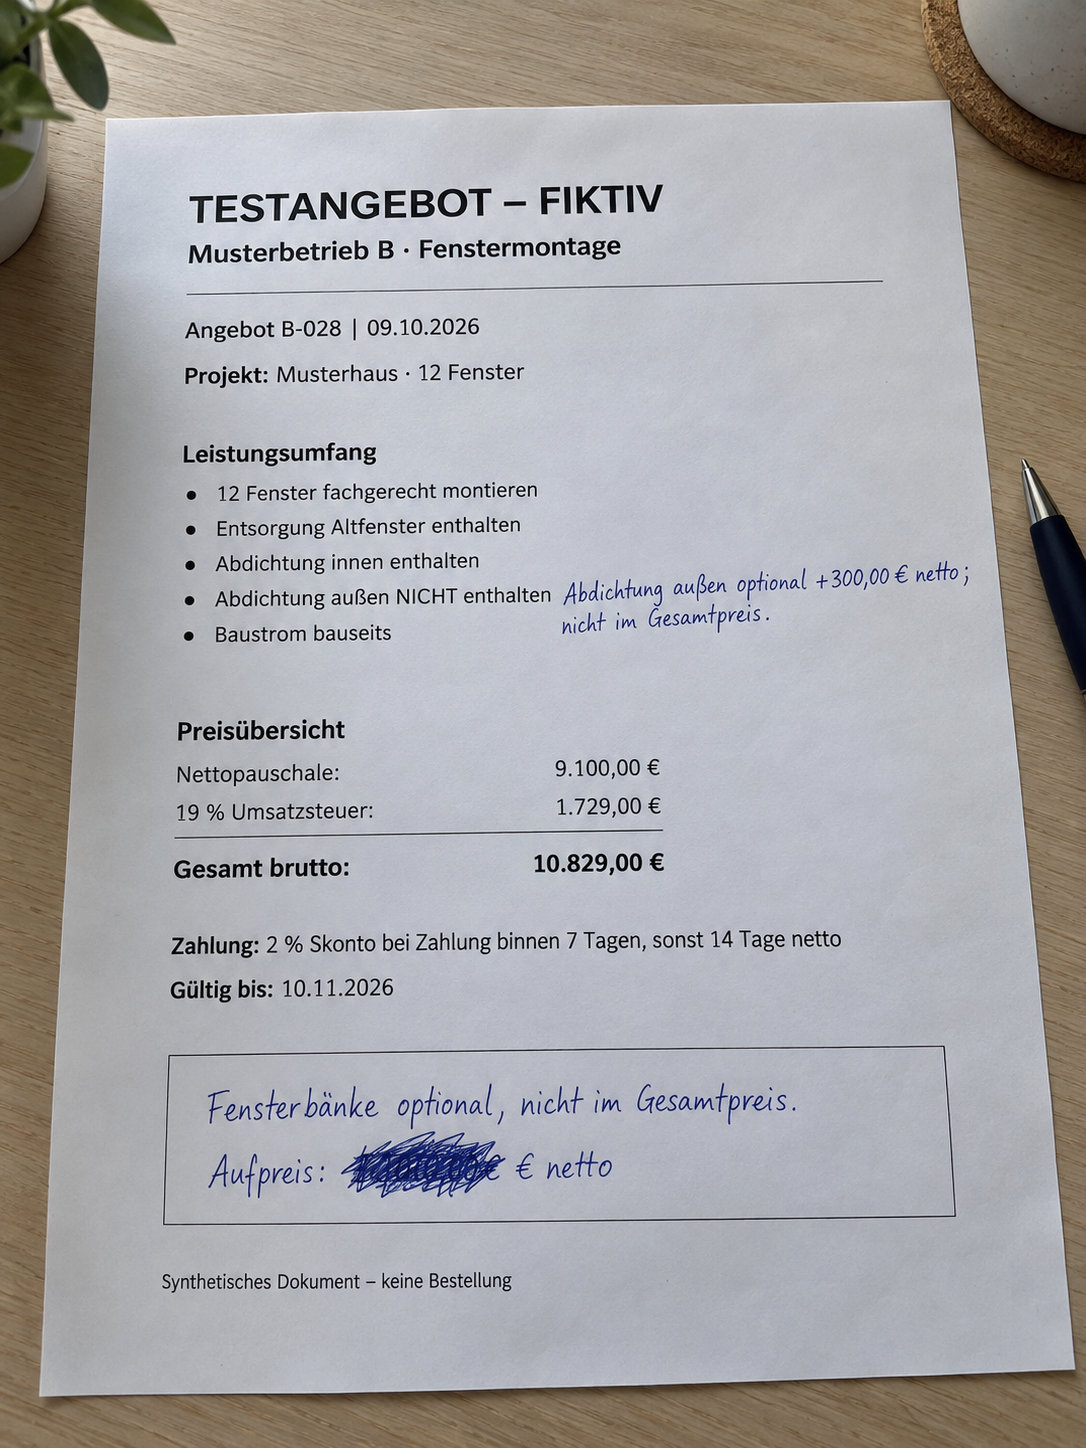 TESTANGEBOT – FIKTIV
Musterbetrieb B · Fenstermontage
Angebot B-028 | 09.10.2026
Projekt: Musterhaus · 12 Fenster
Leistungsumfang
● 12 Fenster fachgerecht montieren
● Entsorgung Altfenster enthalten
● Abdichtung innen enthalten
● Abdichtung außen NICHT enthalten
Abdichtung außen optional +300,00 € netto;
nicht im Gesamtpreis.
● Baustrom bauseits
Preisübersicht
Nettopauschale: 9.100,00 €
19 % Umsatzsteuer: 1.729,00 €
Gesamt brutto: 10.829,00 €
Zahlung: 2 % Skonto bei Zahlung binnen 7 Tagen, sonst 14 Tage netto
Gültig bis: 10.11.2026
Fensterbänke optional, nicht im Gesamtpreis.
Aufpreis: € netto
Synthetisches Dokument – keine Bestellung